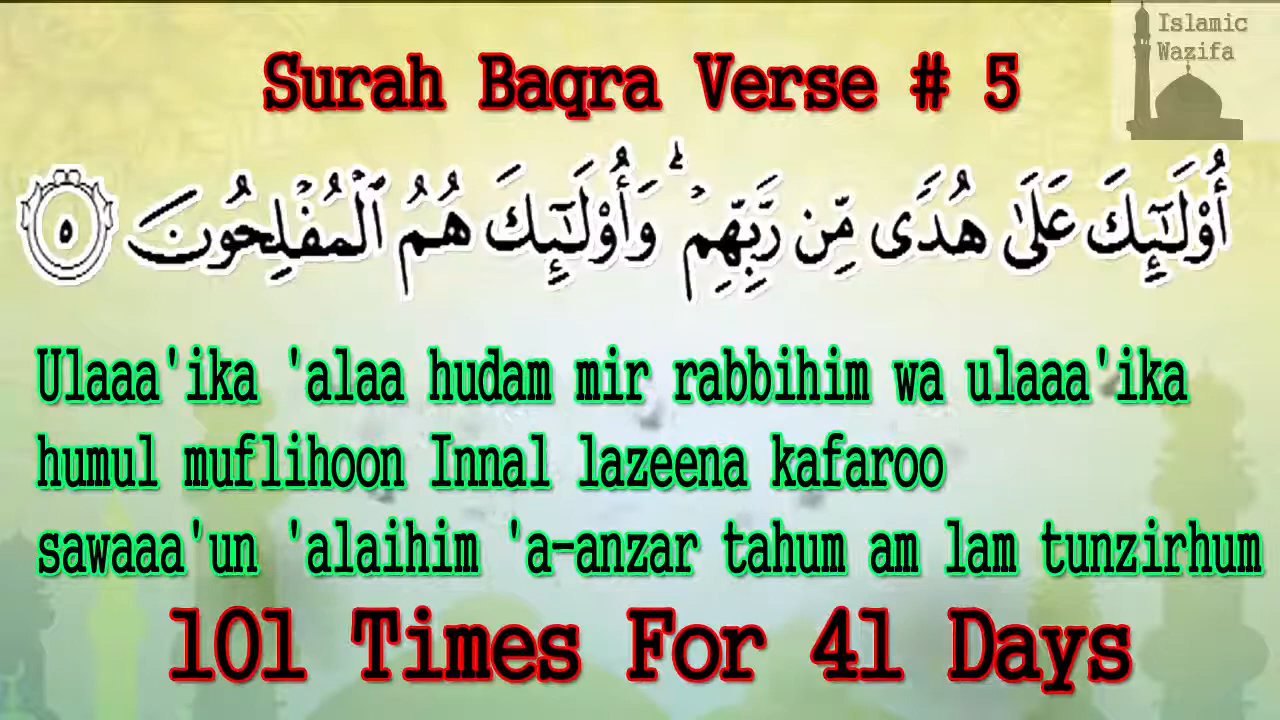 Islamic
Wazifa
Surah Baqra Verse # 5
أُوْلَـٰٓئِكَ عَلَىٰ هُدًى مِّن رَّبِّهِمْ ۖ وَأُوْلَـٰٓئِكَ هُمُ ٱلْمُفْلِحُونَ ٥
Ulaaa'ika 'alaa hudam mir rabbihim wa ulaaa'ika
humul muflihoon Innal lazeena kafaroo
sawaaa'un 'alaihim 'a-anzar tahum am lam tunzirhum
101 Times For 41 Days